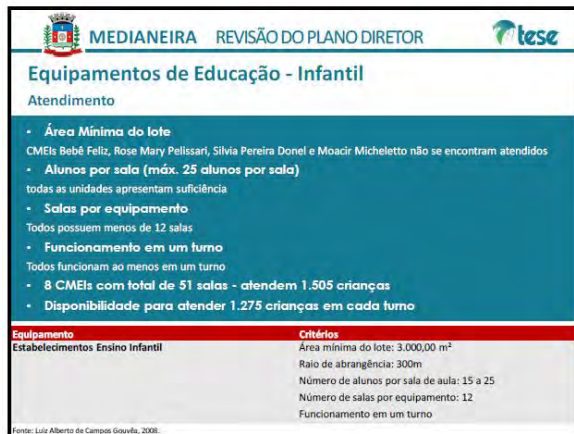 MEDIANEIRA REVISÃO DO PLANO DIRETOR
tese
Equipamentos de Educação - Infantil
Atendimento
• Área Mínima do lote
CMEIs Bebê Feliz, Rose Mary Pelissari, Silvia Pereira Donel e Moacir Micheletto não se encontram atendidos
• Alunos por sala (máx. 25 alunos por sala)
todas as unidades apresentam suficiência
• Salas por equipamento
Todos possuem menos de 12 salas
• Funcionamento em um turno
Todos funcionam ao menos em um turno
• 8 CMEIs com total de 51 salas - atendem 1.505 crianças
• Disponibilidade para atender 1.275 crianças em cada turno
Equipamento Critérios
Estabelecimentos Ensino Infantil Área mínima do lote: 3.000,00 m²
Raio de abrangência: 300m
Número de alunos por sala de aula: 15 a 25
Número de salas por equipamento: 12
Funcionamento em um turno
Fonte: Luiz Alberto de Campos Gouvêa, 2008.